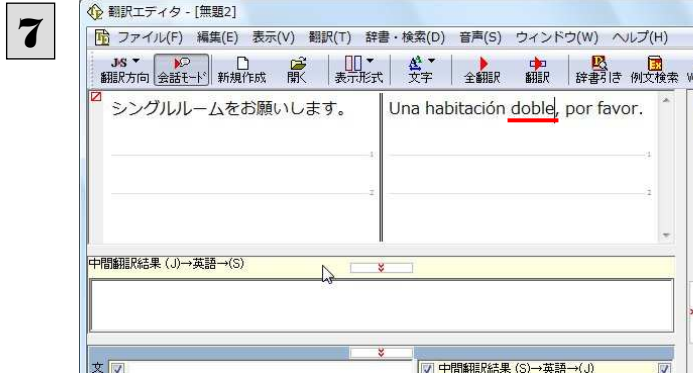 7
翻訳エディタ - [無題2]
ファイル(F) 編集(E) 表示(V) 翻訳(T) 辞書・検索(D) 音声(S) ウィンドウ(W) ヘルプ(H)
J▸S
翻訳方向 会話モード 新規作成 開く 表示形式 文字 全翻訳 翻訳 辞書引き 例文検索
シングルルームをお願いします。 Una habitación doble, por favor.
1 1
2 2
中間翻訳結果 (J)→英語→(S)
文 中間翻訳結果 (S)→英語→(J)